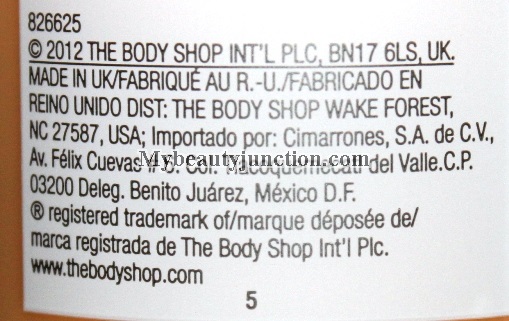 826625
© 2012 THE BODY SHOP INT'L PLC, BN17 6LS, UK.
MADE IN UK/FABRIQUÉ AU R.-U./FABRICADO EN
REINO UNIDO DIST: THE BODY SHOP WAKE FOREST,
NC 27587, USA; Importado por: Cimarrones, S.A. de C.V.,
Av. Félix Cuevas Col. del Valle.C.P.
Mybeautyjunction.com
03200 Deleg. Benito Juárez, México D.F.
® registered trademark of/marque déposée de/
marca registrada de The Body Shop Int'l Plc.
www.thebodyshop.com
5